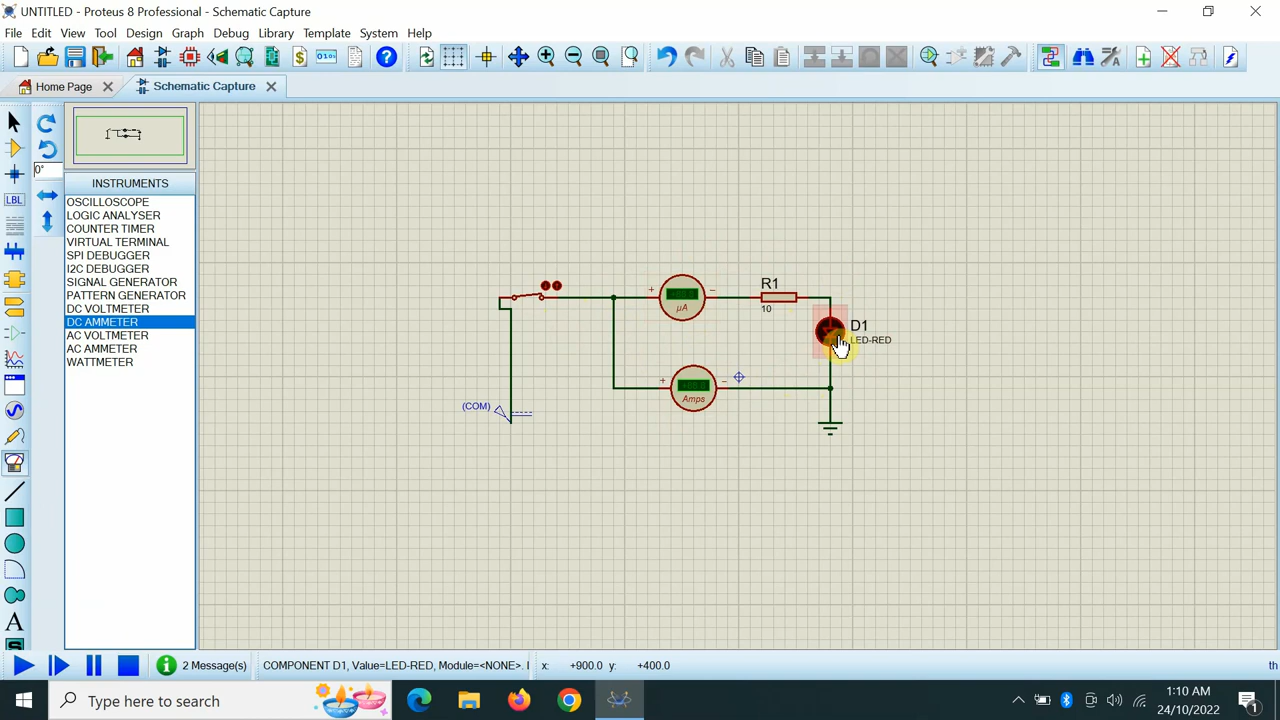 UNTITLED - Proteus 8 Professional - Schematic Capture
File Edit View Tool Design Graph Debug Library Template System Help
Home Page
Schematic Capture
0°
INSTRUMENTS
OSCILLOSCOPE
LOGIC ANALYSER
COUNTER TIMER
VIRTUAL TERMINAL
SPI DEBUGGER
I2C DEBUGGER
SIGNAL GENERATOR
PATTERN GENERATOR
DC VOLTMETER
DC AMMETER
AC VOLTMETER
AC AMMETER
WATTMETER
LBL
A
S
+ µA -
R1
10
D1
LED-RED
+ Amps -
(COM)
2 Message(s)
COMPONENT D1, Value=LED-RED, Module=<NONE>.
x: +900.0 y: +400.0
th
Type here to search
1:10 AM
24/10/2022
1